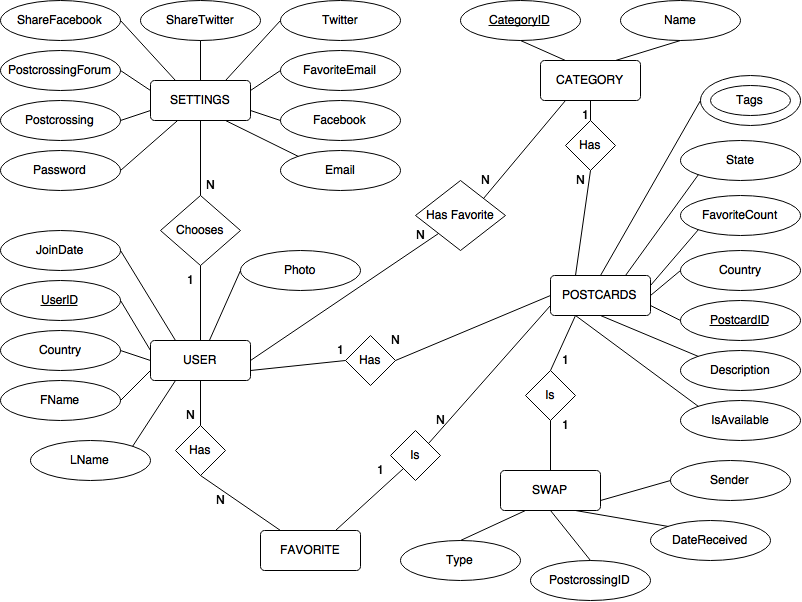 ShareFacebook
ShareTwitter
Twitter
CategoryID
Name
PostcrossingForum
FavoriteEmail
SETTINGS
CATEGORY
Tags
Postcrossing
Facebook
1
Has
Password
Email
State
N
N
N
Has Favorite
FavoriteCount
Chooses
N
JoinDate
Photo
Country
1
UserID
POSTCARDS
PostcardID
Country
USER
1
Has
N
1
Description
FName
Is
N
N
1
IsAvailable
LName
Has
Is
1
N
SWAP
Sender
FAVORITE
DateReceived
Type
PostcrossingID